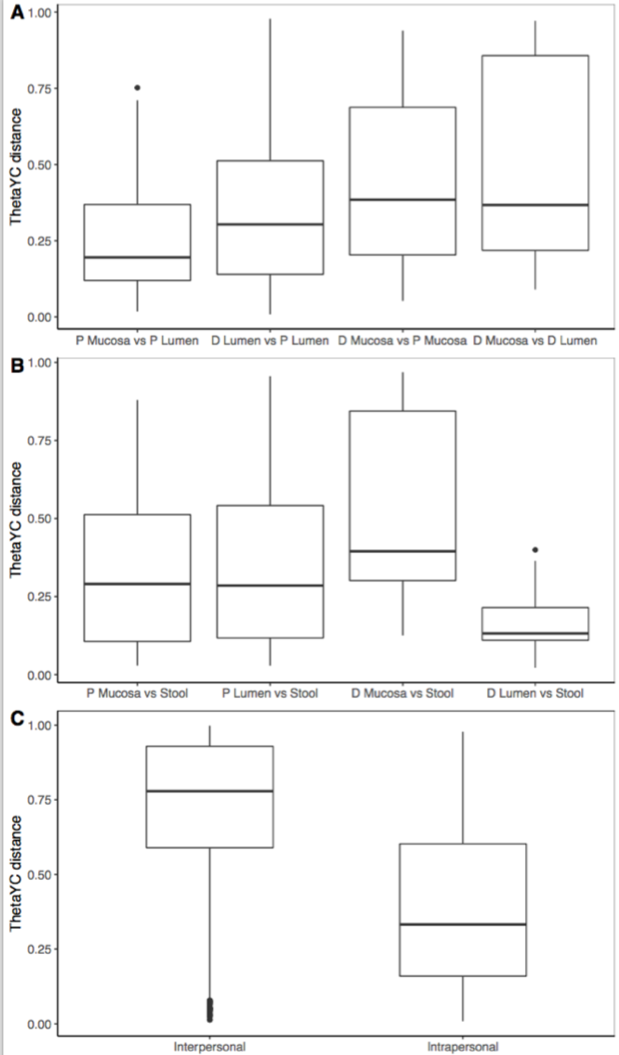 A
1.00
0.75
0.50
0.25
0.00
ThetaYC distance
P Mucosa vs P Lumen D Lumen vs P Lumen D Mucosa vs P Mucosa D Mucosa vs D Lumen
B
1.00
0.75
0.50
0.25
0.00
ThetaYC distance
P Mucosa vs Stool P Lumen vs Stool D Mucosa vs Stool D Lumen vs Stool
C
1.00
0.75
0.50
0.25
0.00
ThetaYC distance
Interpersonal Intrapersonal